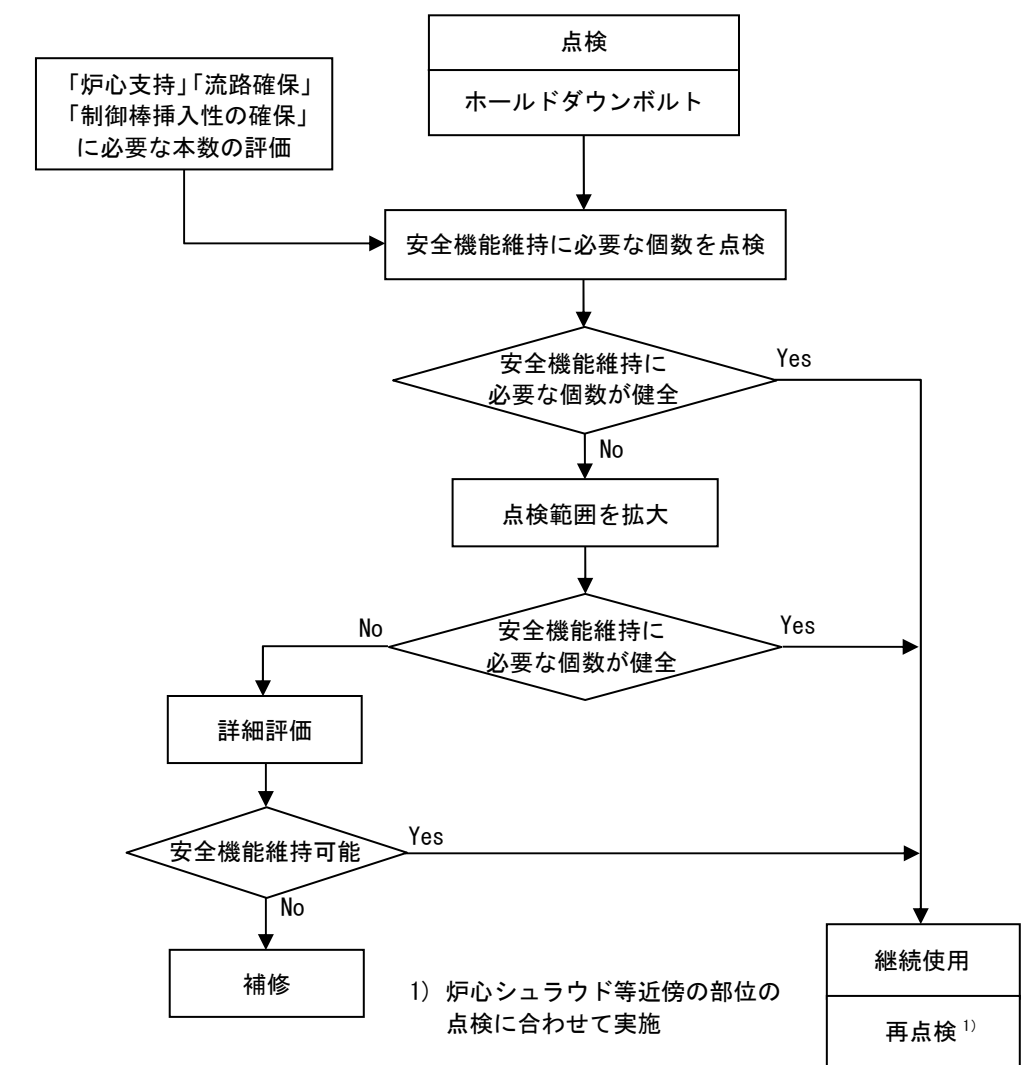 点検
ホールドダウンボルト
「炉心支持」「流路確保」
「制御棒挿入性の確保」
に必要な本数の評価
安全機能維持に必要な個数を点検
安全機能維持に
必要な個数が健全
Yes
No
点検範囲を拡大
安全機能維持に
必要な個数が健全
No
Yes
詳細評価
安全機能維持可能
Yes
No
補修
継続使用
再点検 1)
1) 炉心シュラウド等近傍の部位の
点検に合わせて実施